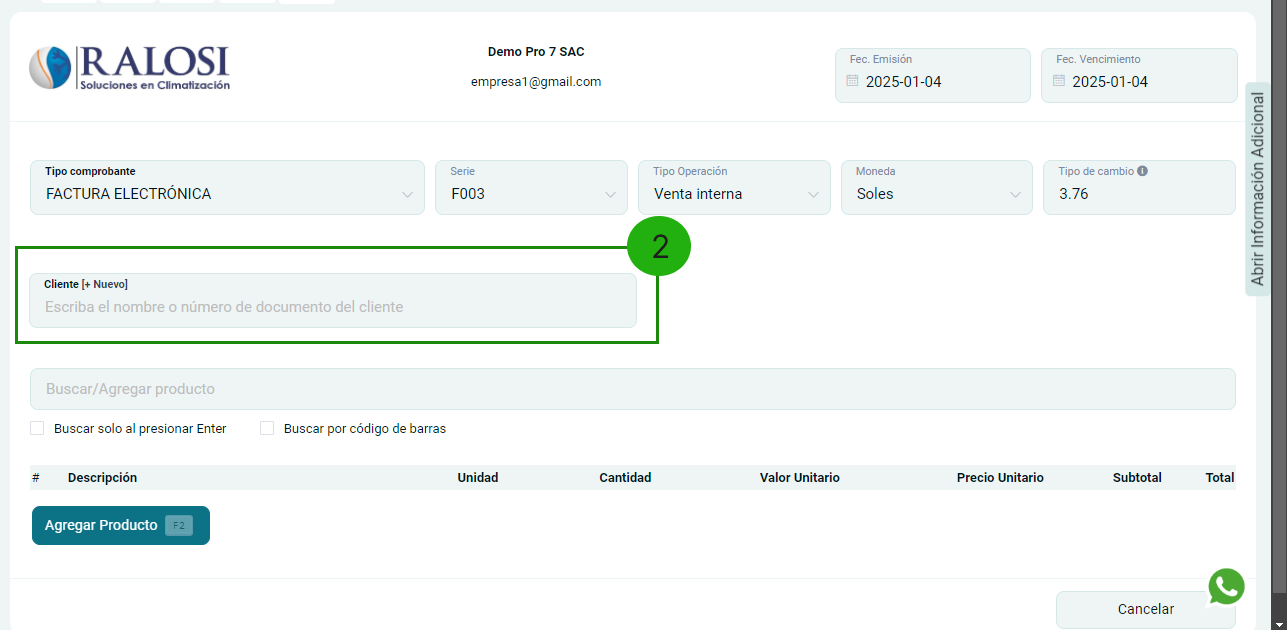 RALOSI
Soluciones en Climatización
Demo Pro 7 SAC
empresa1@gmail.com
Fec. Emisión
2025-01-04
Fec. Vencimiento
2025-01-04
Abrir Información Adicional
Tipo comprobante
FACTURA ELECTRÓNICA
Serie
F003
Tipo Operación
Venta interna
Moneda
Soles
Tipo de cambio
3.76
2
Cliente [+ Nuevo]
Escriba el nombre o número de documento del cliente
Buscar/Agregar producto
Buscar solo al presionar Enter
Buscar por código de barras
# Descripción Unidad Cantidad Valor Unitario Precio Unitario Subtotal Total
Agregar Producto F2
Cancelar